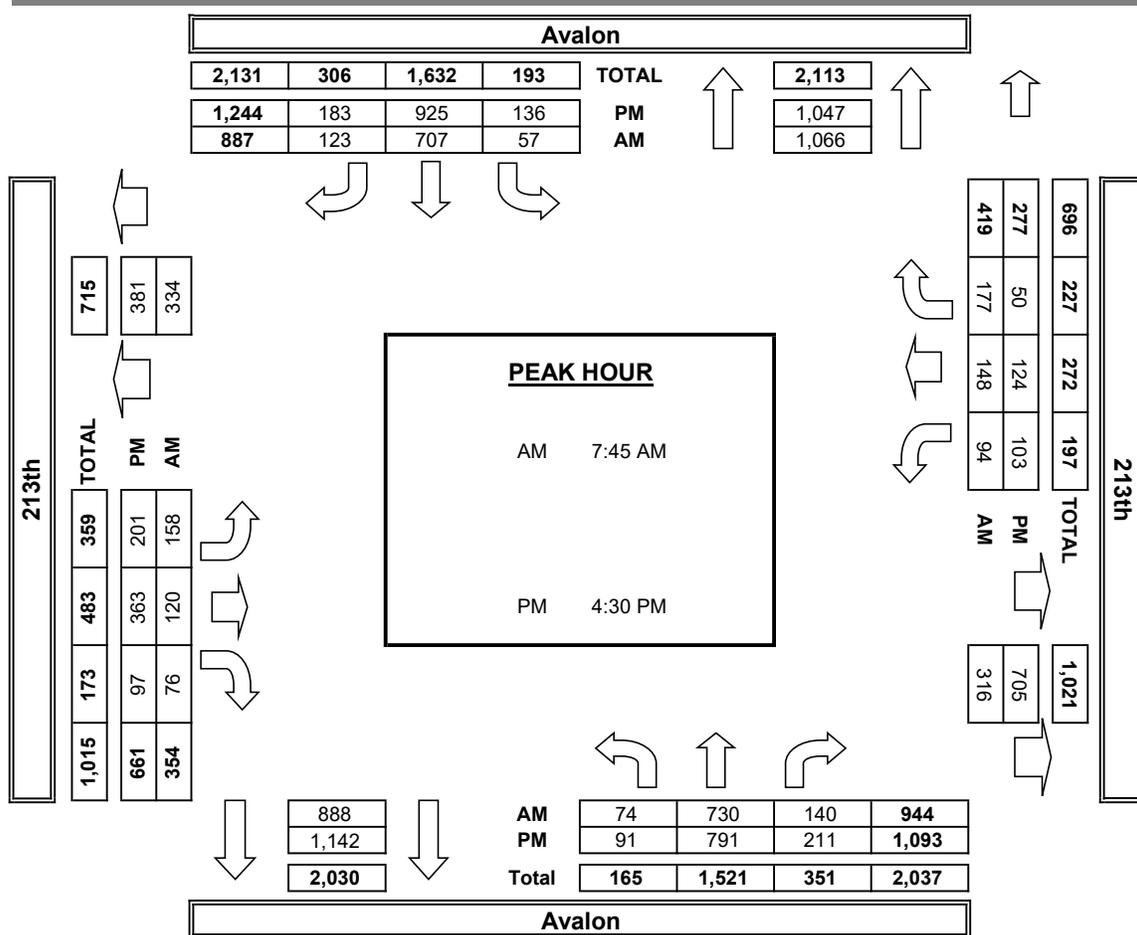 Avalon
2,131 306 1,632 193 TOTAL 2,113
1,244 183 925 136 PM 1,047
887 123 707 57 AM 1,066
213th
715
381
334
TOTAL
PM
AM
359 483 173 1,015
201 363 97 661
158 120 76 354
PEAK HOUR
AM 7:45 AM
PM 4:30 PM
696 227 272 197 TOTAL
277 50 124 103 PM
419 177 148 94 AM
1,021
705
316
213th
888 AM 74 730 140 944
1,142 PM 91 791 211 1,093
2,030 Total 165 1,521 351 2,037
Avalon